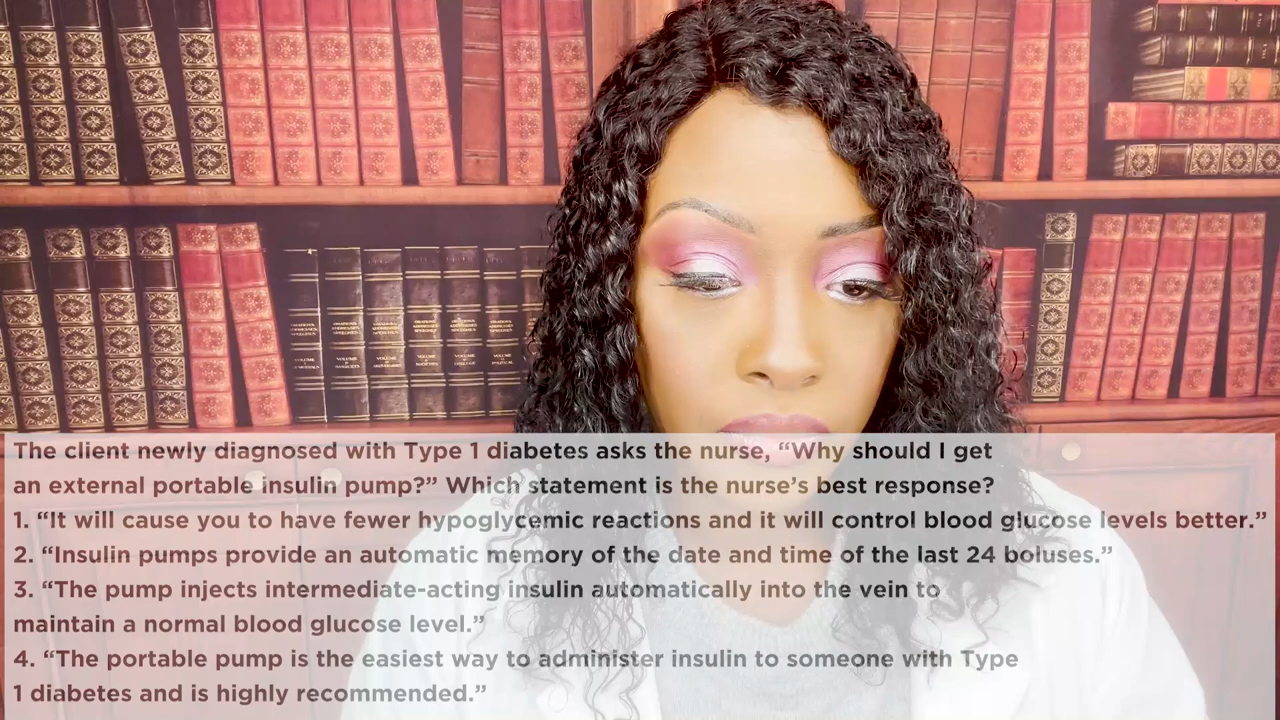 The client newly diagnosed with Type 1 diabetes asks the nurse, “Why should I get
an external portable insulin pump?” Which statement is the nurse’s best response?
1. “It will cause you to have fewer hypoglycemic reactions and it will control blood glucose levels better.”
2. “Insulin pumps provide an automatic memory of the date and time of the last 24 boluses.”
3. “The pump injects intermediate-acting insulin automatically into the vein to
maintain a normal blood glucose level.”
4. “The portable pump is the easiest way to administer insulin to someone with Type
1 diabetes and is highly recommended.”